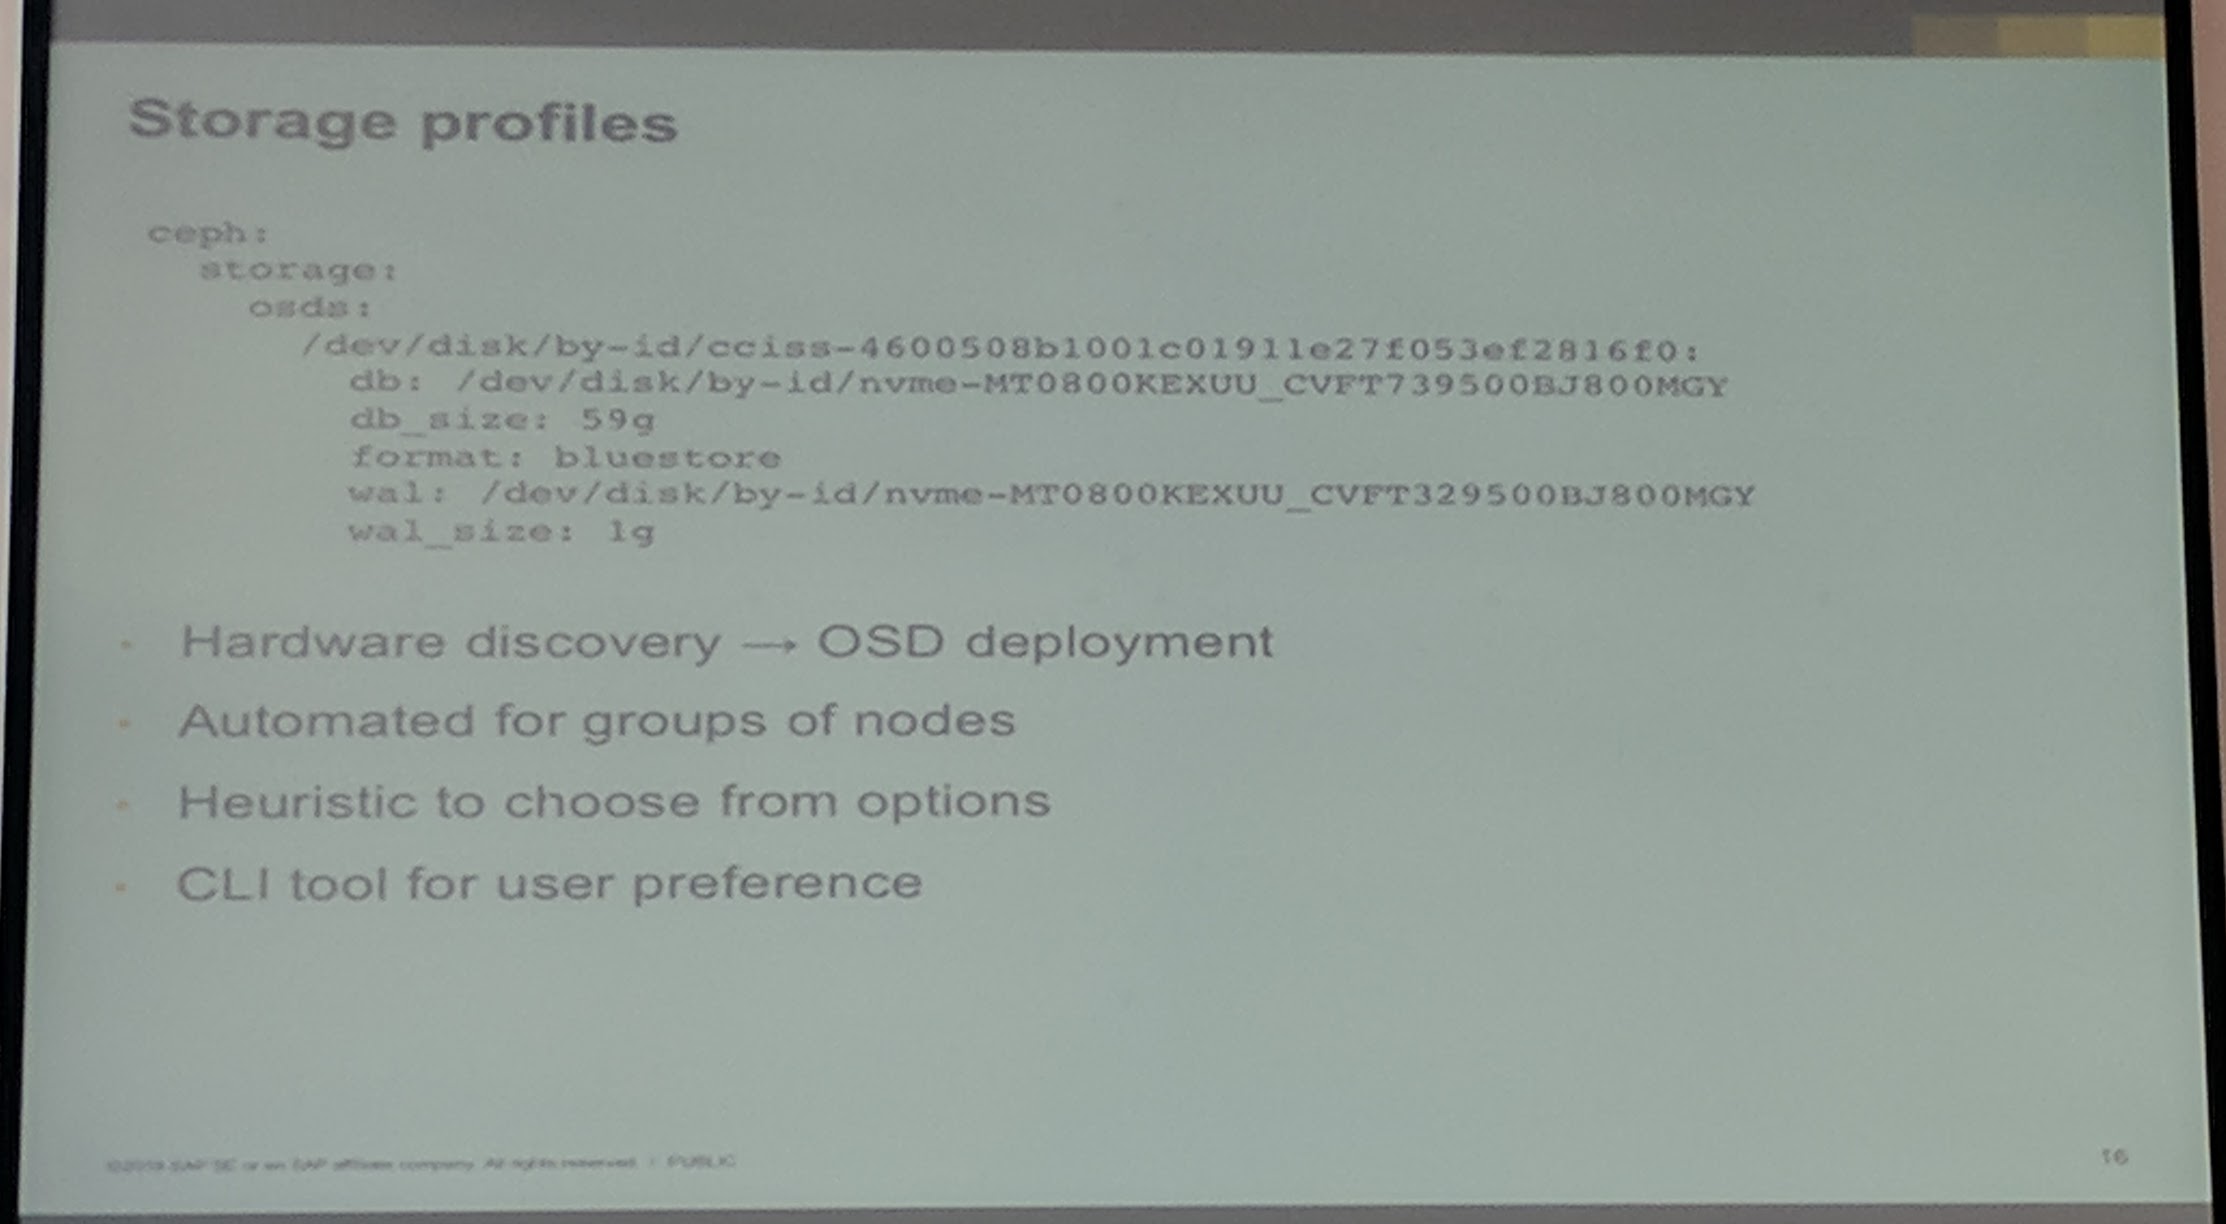 Storage profiles
ceph:
storage:
osds:
/dev/disk/by-id/cciss-4600508b1001c01911e27f053ef2816f0:
db: /dev/disk/by-id/nvme-MT0800KEXUU_CVFT739500BJ800MGY
db_size: 59g
format: bluestore
wal: /dev/disk/by-id/nvme-MT0800KEXUU_CVFT329500BJ800MGY
wal_size: 1g
Hardware discovery → OSD deployment
Automated for groups of nodes
Heuristic to choose from options
CLI tool for user preference
SAP SE or an SAP affiliate company. All rights reserved. | PUBLIC
16